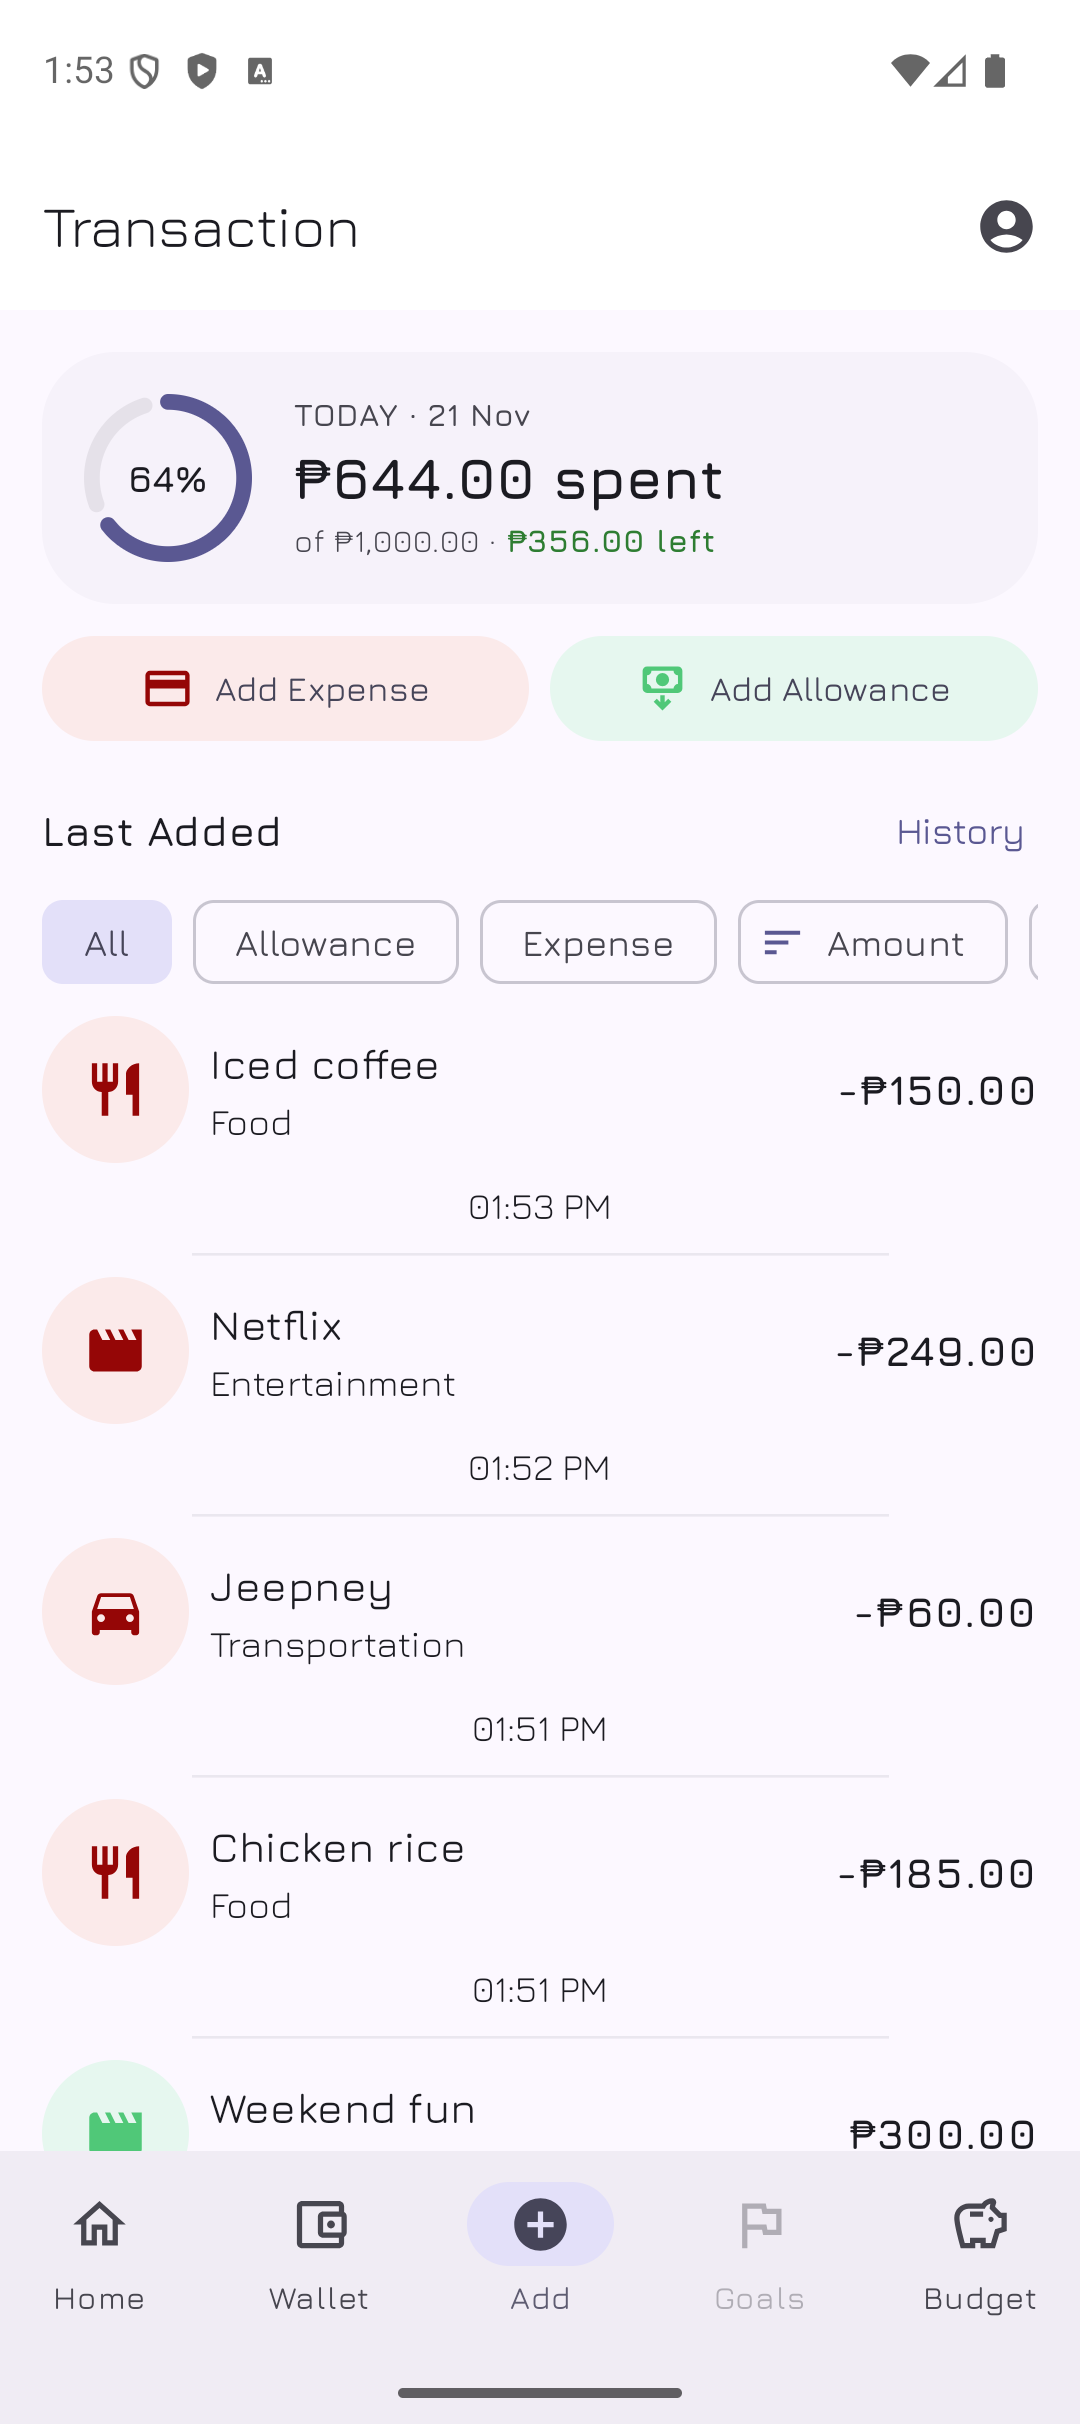 1:53
Transaction
64%
TODAY · 21 Nov
₱644.00 spent
of ₱1,000.00 · ₱356.00 left
Add Expense
Add Allowance
Last Added
History
All
Allowance
Expense
Amount
Iced coffee
Food
-₱150.00
01:53 PM
Netflix
Entertainment
-₱249.00
01:52 PM
Jeepney
Transportation
-₱60.00
01:51 PM
Chicken rice
Food
-₱185.00
01:51 PM
Weekend fun
₱300.00
Home
Wallet
Add
Goals
Budget